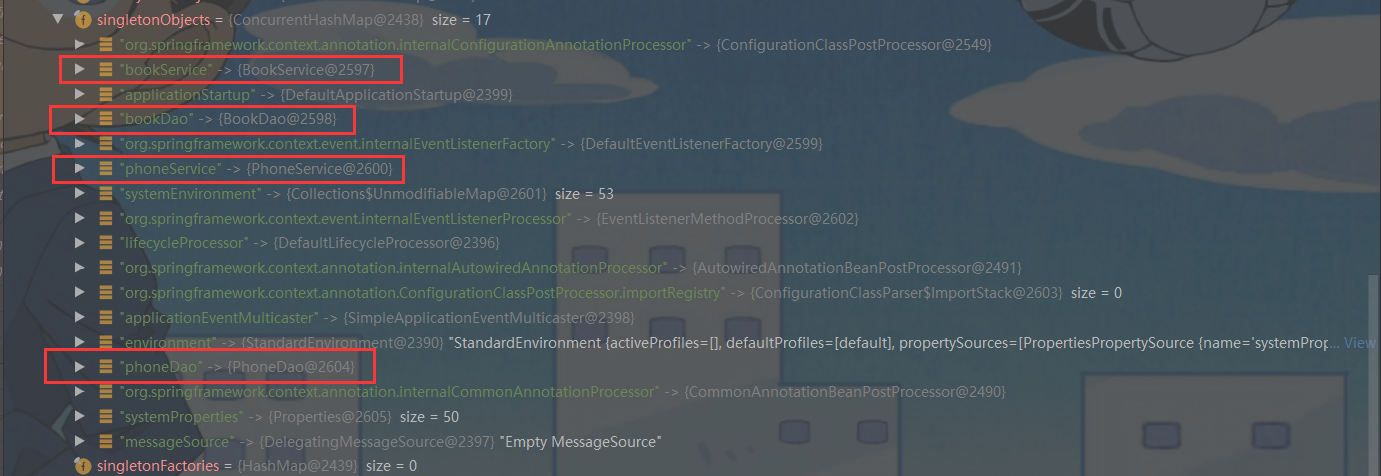 singletonObjects = {ConcurrentHashMap@2438} size = 17
"org.springframework.context.annotation.internalConfigurationAnnotationProcessor" -> {ConfigurationClassPostProcessor@2549}
"bookService" -> {BookService@2597}
"applicationStartup" -> {DefaultApplicationStartup@2399}
"bookDao" -> {BookDao@2598}
"org.springframework.context.event.internalEventListenerFactory" -> {DefaultEventListenerFactory@2599}
"phoneService" -> {PhoneService@2600}
"systemEnvironment" -> {Collections$UnmodifiableMap@2601} size = 53
"org.springframework.context.event.internalEventListenerProcessor" -> {EventListenerMethodProcessor@2602}
"lifecycleProcessor" -> {DefaultLifecycleProcessor@2396}
"org.springframework.context.annotation.internalAutowiredAnnotationProcessor" -> {AutowiredAnnotationBeanPostProcessor@2491}
"org.springframework.context.annotation.ConfigurationClassPostProcessor.importRegistry" -> {ConfigurationClassParser$ImportStack@2603} size = 0
"applicationEventMulticaster" -> {SimpleApplicationEventMulticaster@2398}
"environment" -> {StandardEnvironment@2390} "StandardEnvironment {activeProfiles=[], defaultProfiles=[default], propertySources=[PropertiesPropertySource {name='systemProp... View
"phoneDao" -> {PhoneDao@2604}
"org.springframework.context.annotation.internalCommonAnnotationProcessor" -> {CommonAnnotationBeanPostProcessor@2490}
"systemProperties" -> {Properties@2605} size = 50
"messageSource" -> {DelegatingMessageSource@2397} "Empty MessageSource"
singletonFactories = {HashMap@2439} size = 0